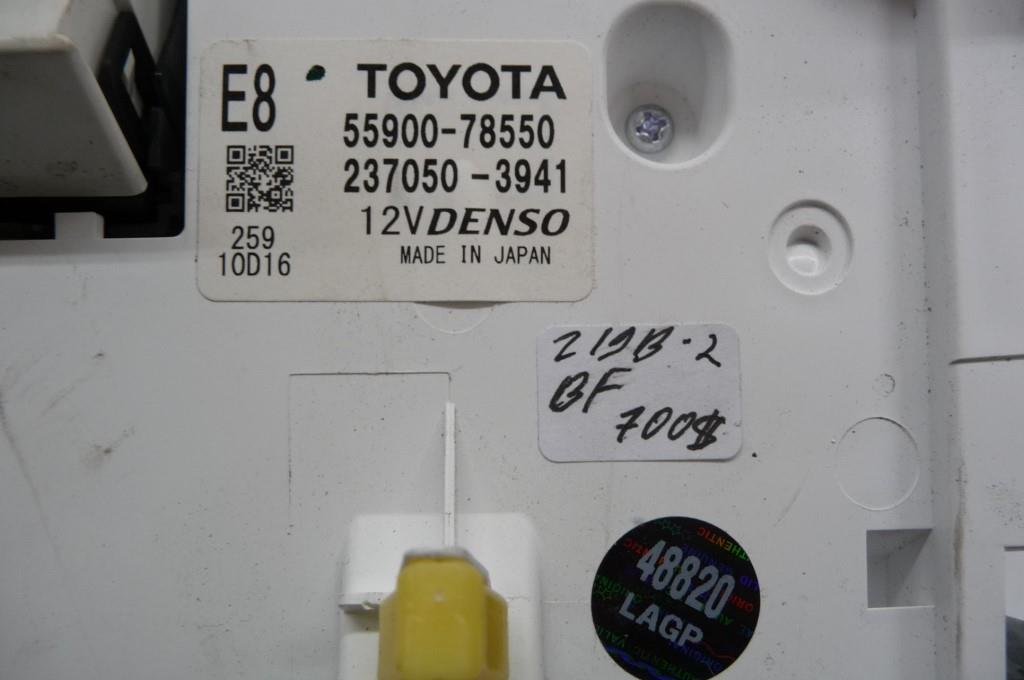 E8
TOYOTA
55900-78550
237050-3941
12V DENSO
MADE IN JAPAN
259
10D16
219B-2
BF
700$
48820
LAGP